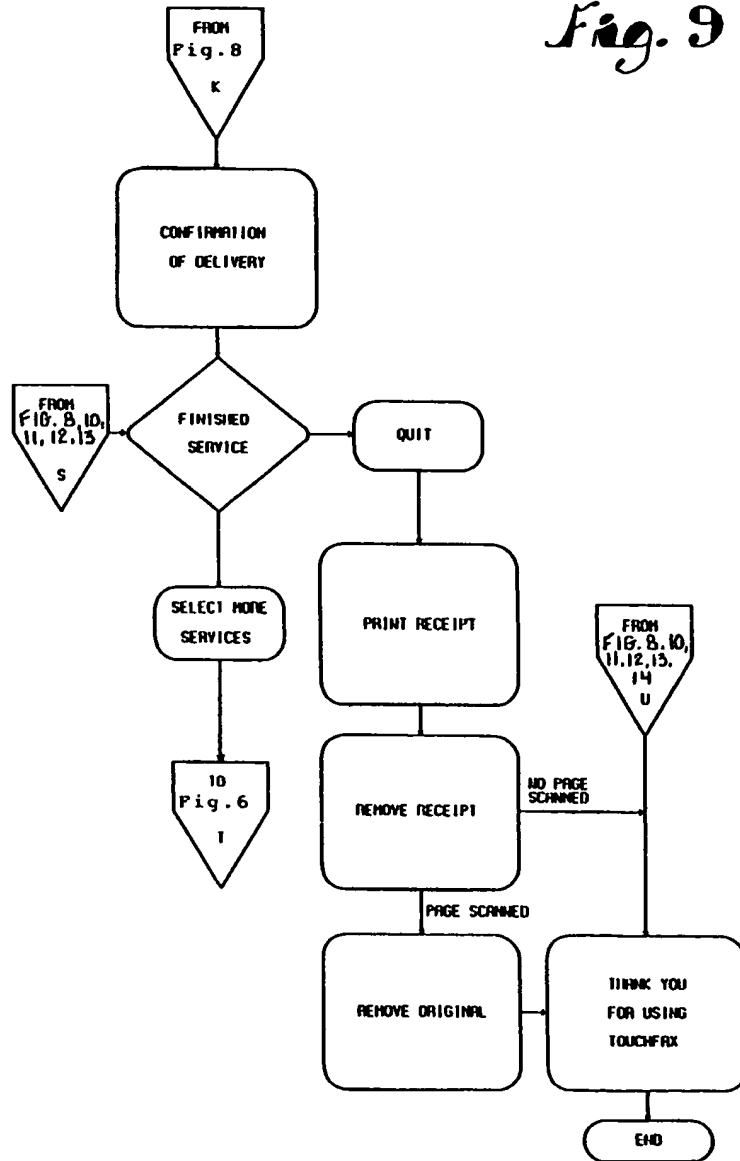 Fig. 9
FROM
Fig.8
K
CONFIRMATION
OF DELIVERY
FROM
FIG. 8, 10,
11, 12, 13
S
FINISHED
SERVICE
QUIT
SELECT MORE
SERVICES
PRINT RECEIPT
FROM
FIG. 8. 10,
11. 12, 13.
14
U
TO
Fig.6
T
REMOVE RECEIPT
NO PAGE
SCANNED
PAGE SCANNED
REMOVE ORIGINAL
THANK YOU
FOR USING
TOUCHFAX
END